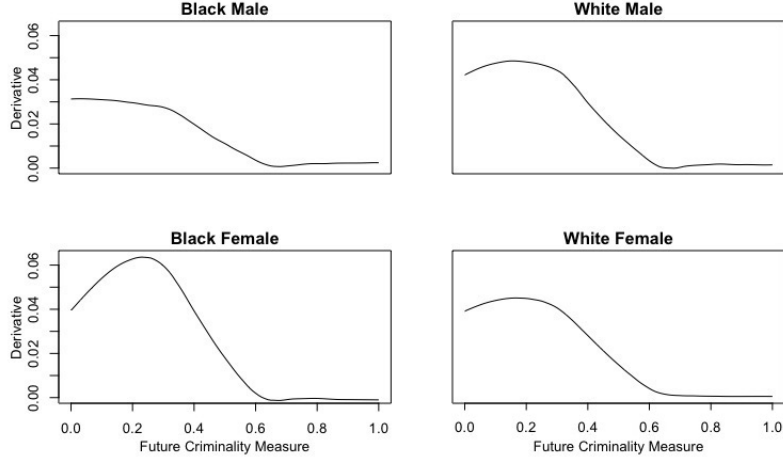 Black Male
White Male
Derivative
0.00 0.02 0.04 0.06
Black Female
White Female
Derivative
0.00 0.02 0.04 0.06
0.0 0.2 0.4 0.6 0.8 1.0
0.0 0.2 0.4 0.6 0.8 1.0
Future Criminality Measure
Future Criminality Measure